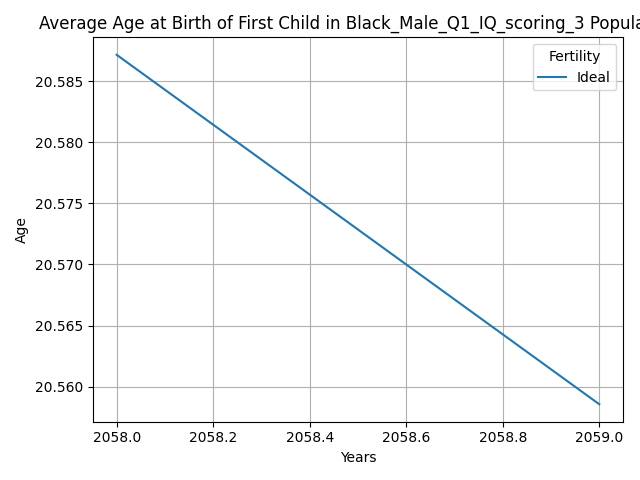 Average Age at Birth of First Child in Black_Male_Q1_IQ_scoring_3 Popula
Fertility
Ideal
20.585
20.580
20.575
20.570
20.565
20.560
Age
2058.0 2058.2 2058.4 2058.6 2058.8 2059.0
Years